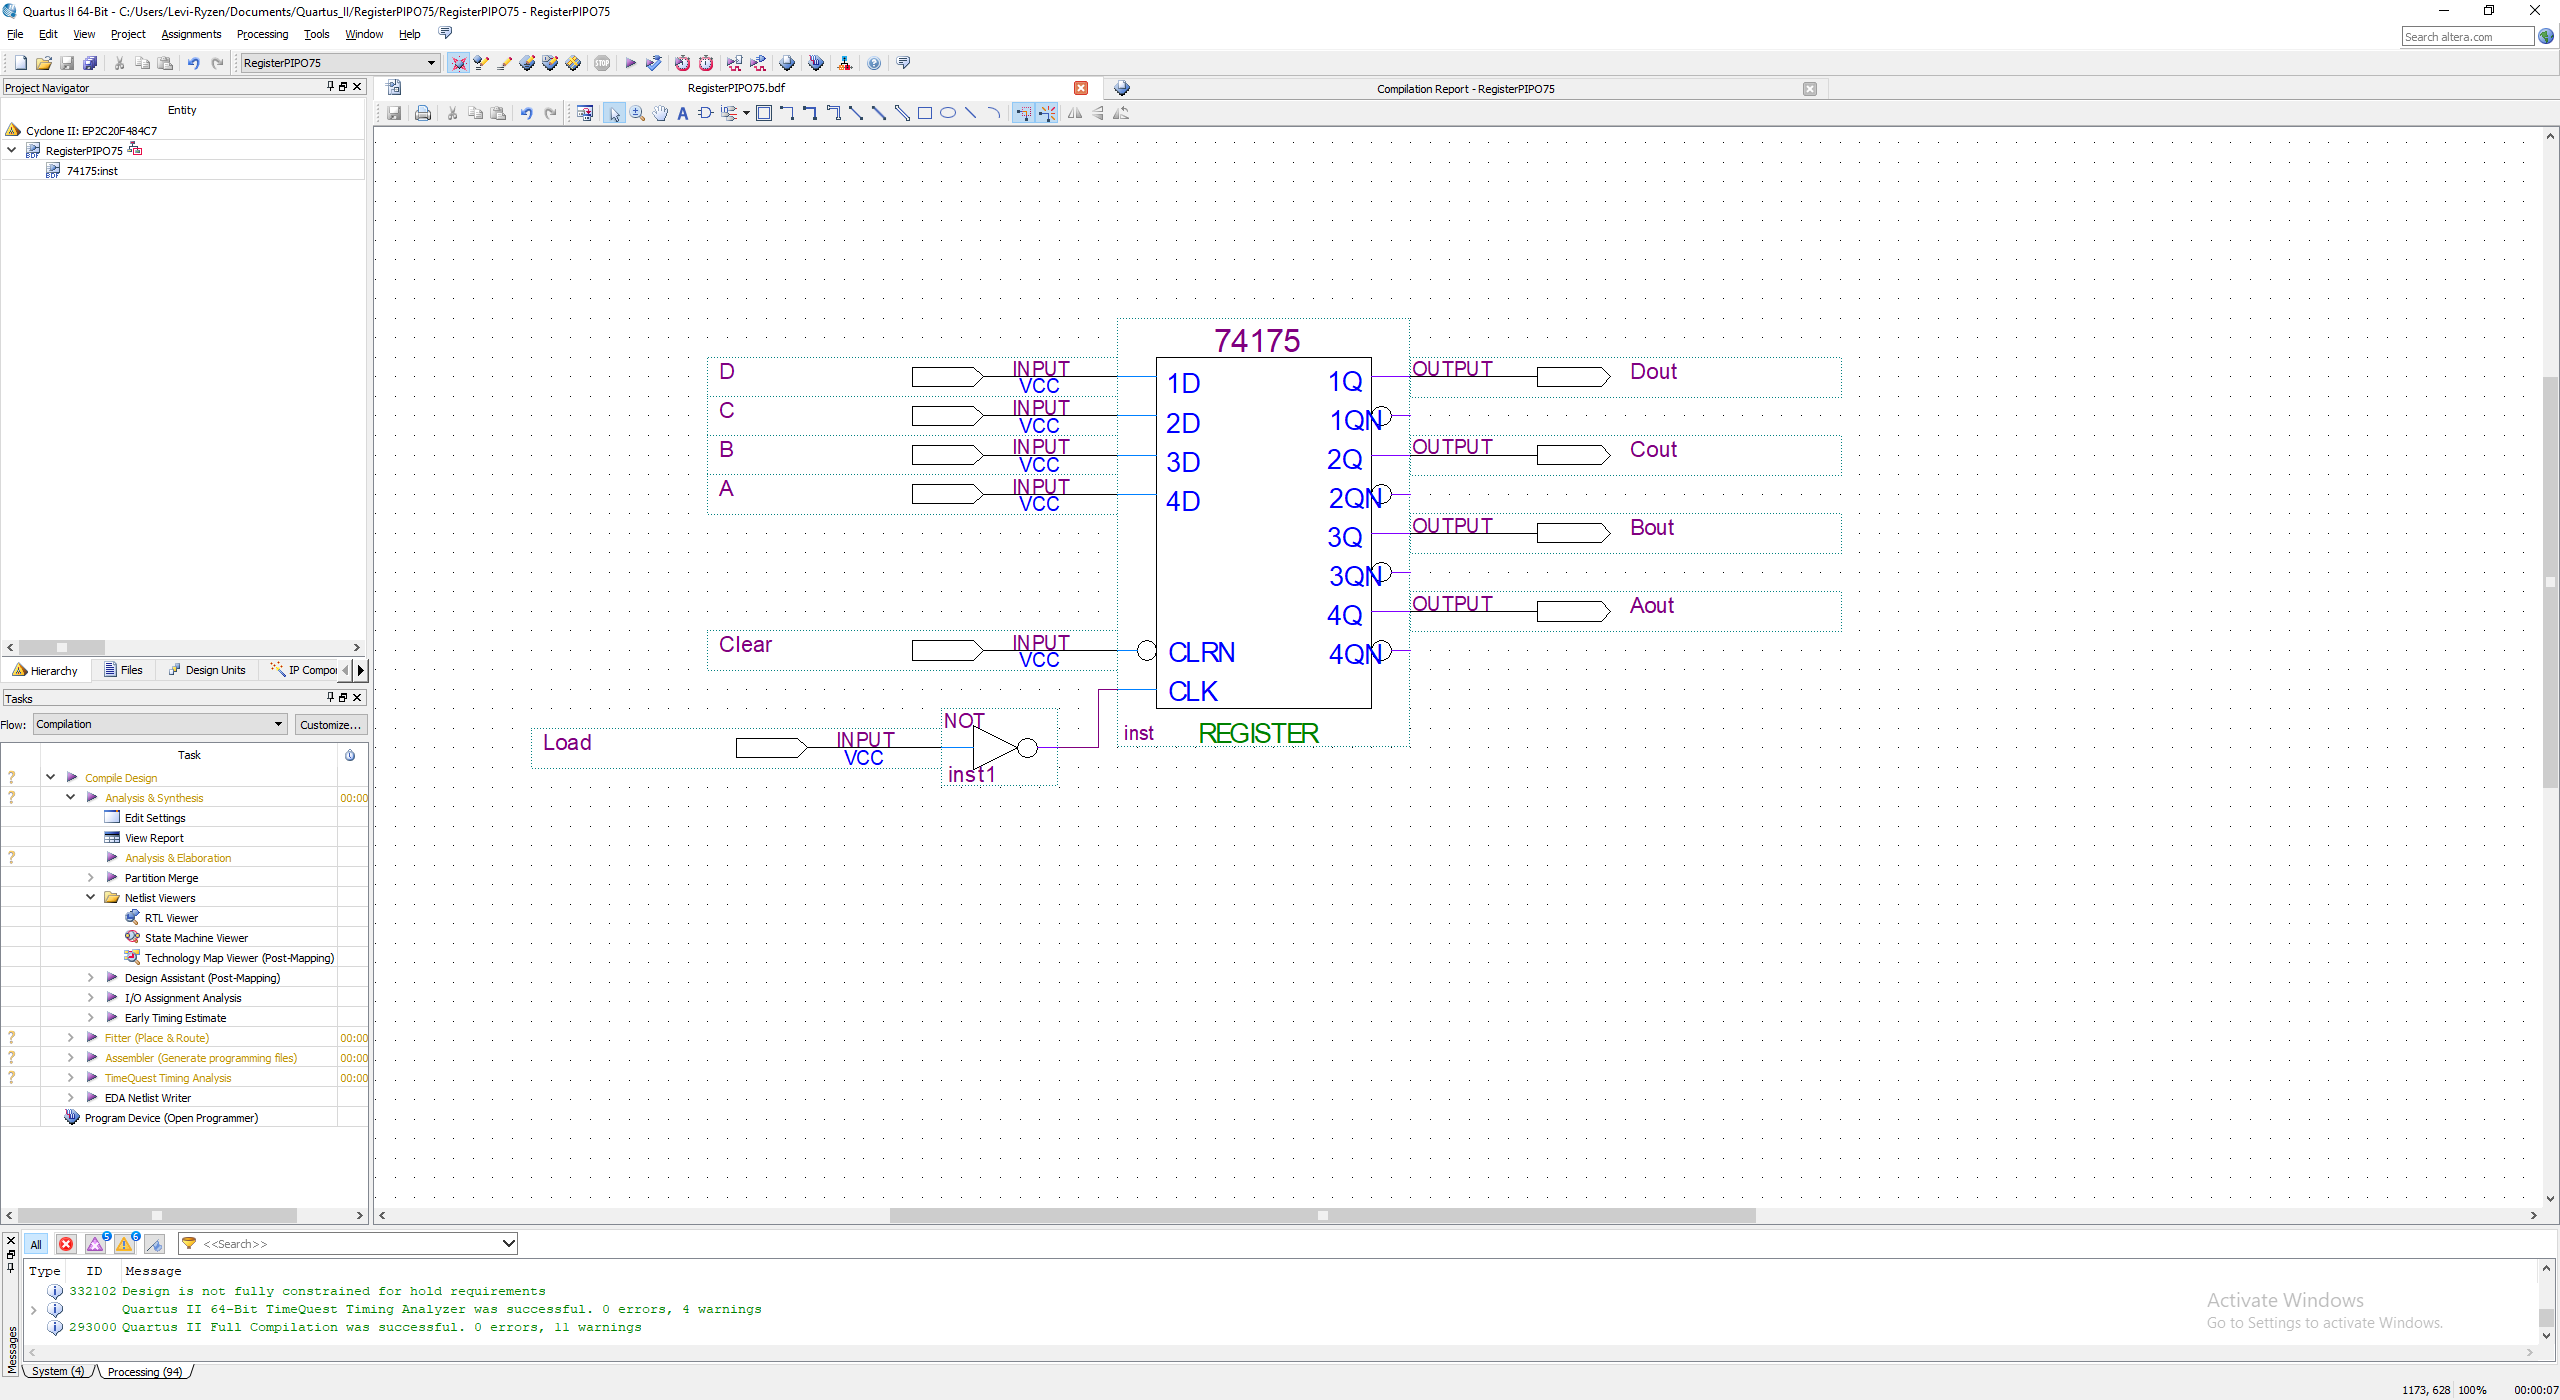 Quartus II 64-Bit - C:/Users/Levi-Ryzen/Documents/Quartus_II/RegisterPIPO75/RegisterPIPO75 - RegisterPIPO75
File Edit View Project Assignments Processing Tools Window Help
Search altera.com
RegisterPIPO75
Project Navigator
RegisterPIPO75.bdf
Compilation Report - RegisterPIPO75
Entity
Cyclone II: EP2C20F484C7
RegisterPIPO75
74175:inst
74175
D INPUT VCC 1D 1Q OUTPUT Dout
C INPUT VCC 2D 1QN
B INPUT VCC 3D 2Q OUTPUT Cout
A INPUT VCC 4D 2QN
3Q OUTPUT Bout
3QN
4Q OUTPUT Aout
Clear INPUT VCC CLRN 4QN
CLK
Load INPUT VCC NOT inst1
inst REGISTER
Hierarchy Files Design Units IP Compo
Tasks
Flow: Compilation Customize...
Task
Compile Design
Analysis & Synthesis 00:00
Edit Settings
View Report
Analysis & Elaboration
Partition Merge
Netlist Viewers
RTL Viewer
State Machine Viewer
Technology Map Viewer (Post-Mapping)
Design Assistant (Post-Mapping)
I/O Assignment Analysis
Early Timing Estimate
Fitter (Place & Route) 00:00
Assembler (Generate programming files) 00:00
TimeQuest Timing Analysis 00:00
EDA Netlist Writer
Program Device (Open Programmer)
All 5 6 <<Search>>
Type ID Message
332102 Design is not fully constrained for hold requirements
Quartus II 64-Bit TimeQuest Timing Analyzer was successful. 0 errors, 4 warnings
293000 Quartus II Full Compilation was successful. 0 errors, 11 warnings
Messages
System (4) Processing (94)
Activate Windows
Go to Settings to activate Windows.
1173, 628 100% 00:00:07